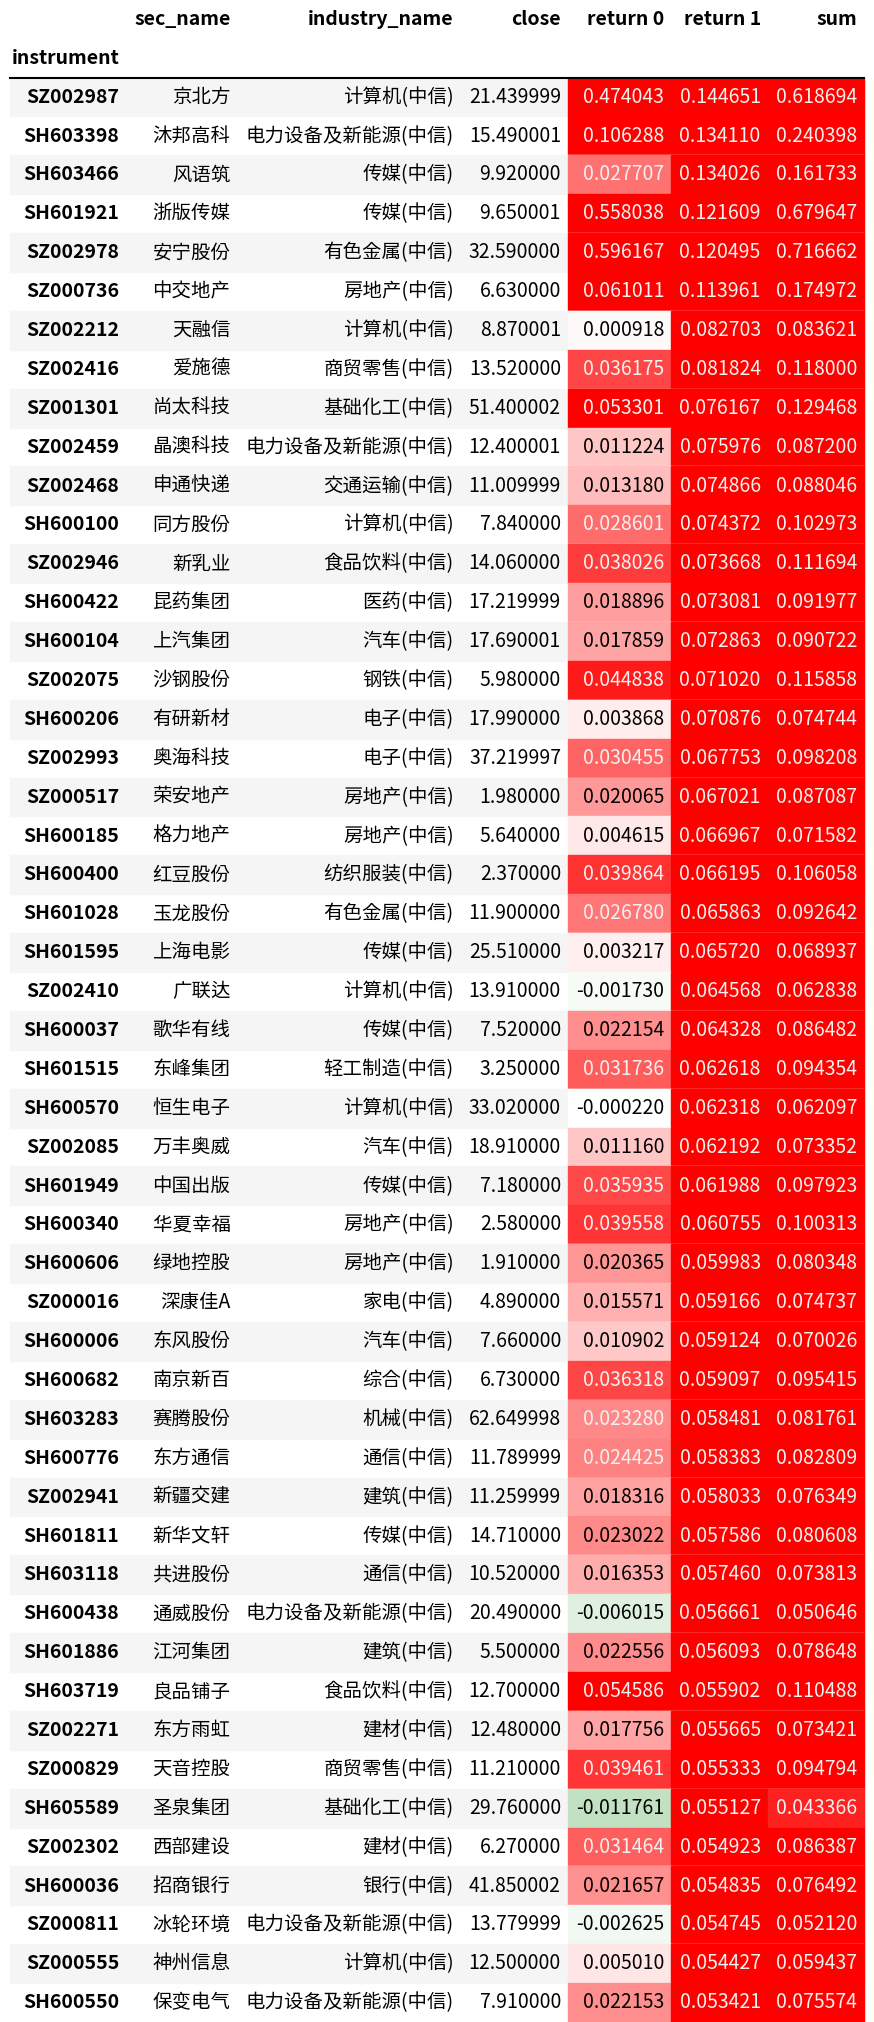 sec_name industry_name close return 0 return 1 sum
instrument
SZ002987 京北方 计算机(中信) 21.439999 0.474043 0.144651 0.618694
SH603398 沐邦高科 电力设备及新能源(中信) 15.490001 0.106288 0.134110 0.240398
SH603466 风语筑 传媒(中信) 9.920000 0.027707 0.134026 0.161733
SH601921 浙版传媒 传媒(中信) 9.650001 0.558038 0.121609 0.679647
SZ002978 安宁股份 有色金属(中信) 32.590000 0.596167 0.120495 0.716662
SZ000736 中交地产 房地产(中信) 6.630000 0.061011 0.113961 0.174972
SZ002212 天融信 计算机(中信) 8.870001 0.000918 0.082703 0.083621
SZ002416 爱施德 商贸零售(中信) 13.520000 0.036175 0.081824 0.118000
SZ001301 尚太科技 基础化工(中信) 51.400002 0.053301 0.076167 0.129468
SZ002459 晶澳科技 电力设备及新能源(中信) 12.400001 0.011224 0.075976 0.087200
SZ002468 申通快递 交通运输(中信) 11.009999 0.013180 0.074866 0.088046
SH600100 同方股份 计算机(中信) 7.840000 0.028601 0.074372 0.102973
SZ002946 新乳业 食品饮料(中信) 14.060000 0.038026 0.073668 0.111694
SH600422 昆药集团 医药(中信) 17.219999 0.018896 0.073081 0.091977
SH600104 上汽集团 汽车(中信) 17.690001 0.017859 0.072863 0.090722
SZ002075 沙钢股份 钢铁(中信) 5.980000 0.044838 0.071020 0.115858
SH600206 有研新材 电子(中信) 17.990000 0.003868 0.070876 0.074744
SZ002993 奥海科技 电子(中信) 37.219997 0.030455 0.067753 0.098208
SZ000517 荣安地产 房地产(中信) 1.980000 0.020065 0.067021 0.087087
SH600185 格力地产 房地产(中信) 5.640000 0.004615 0.066967 0.071582
SH600400 红豆股份 纺织服装(中信) 2.370000 0.039864 0.066195 0.106058
SH601028 玉龙股份 有色金属(中信) 11.900000 0.026780 0.065863 0.092642
SH601595 上海电影 传媒(中信) 25.510000 0.003217 0.065720 0.068937
SZ002410 广联达 计算机(中信) 13.910000 -0.001730 0.064568 0.062838
SH600037 歌华有线 传媒(中信) 7.520000 0.022154 0.064328 0.086482
SH601515 东峰集团 轻工制造(中信) 3.250000 0.031736 0.062618 0.094354
SH600570 恒生电子 计算机(中信) 33.020000 -0.000220 0.062318 0.062097
SZ002085 万丰奥威 汽车(中信) 18.910000 0.011160 0.062192 0.073352
SH601949 中国出版 传媒(中信) 7.180000 0.035935 0.061988 0.097923
SH600340 华夏幸福 房地产(中信) 2.580000 0.039558 0.060755 0.100313
SH600606 绿地控股 房地产(中信) 1.910000 0.020365 0.059983 0.080348
SZ000016 深康佳A 家电(中信) 4.890000 0.015571 0.059166 0.074737
SH600006 东风股份 汽车(中信) 7.660000 0.010902 0.059124 0.070026
SH600682 南京新百 综合(中信) 6.730000 0.036318 0.059097 0.095415
SH603283 赛腾股份 机械(中信) 62.649998 0.023280 0.058481 0.081761
SH600776 东方通信 通信(中信) 11.789999 0.024425 0.058383 0.082809
SZ002941 新疆交建 建筑(中信) 11.259999 0.018316 0.058033 0.076349
SH601811 新华文轩 传媒(中信) 14.710000 0.023022 0.057586 0.080608
SH603118 共进股份 通信(中信) 10.520000 0.016353 0.057460 0.073813
SH600438 通威股份 电力设备及新能源(中信) 20.490000 -0.006015 0.056661 0.050646
SH601886 江河集团 建筑(中信) 5.500000 0.022556 0.056093 0.078648
SH603719 良品铺子 食品饮料(中信) 12.700000 0.054586 0.055902 0.110488
SZ002271 东方雨虹 建材(中信) 12.480000 0.017756 0.055665 0.073421
SZ000829 天音控股 商贸零售(中信) 11.210000 0.039461 0.055333 0.094794
SH605589 圣泉集团 基础化工(中信) 29.760000 -0.011761 0.055127 0.043366
SZ002302 西部建设 建材(中信) 6.270000 0.031464 0.054923 0.086387
SH600036 招商银行 银行(中信) 41.850002 0.021657 0.054835 0.076492
SZ000811 冰轮环境 电力设备及新能源(中信) 13.779999 -0.002625 0.054745 0.052120
SZ000555 神州信息 计算机(中信) 12.500000 0.005010 0.054427 0.059437
SH600550 保变电气 电力设备及新能源(中信) 7.910000 0.022153 0.053421 0.075574